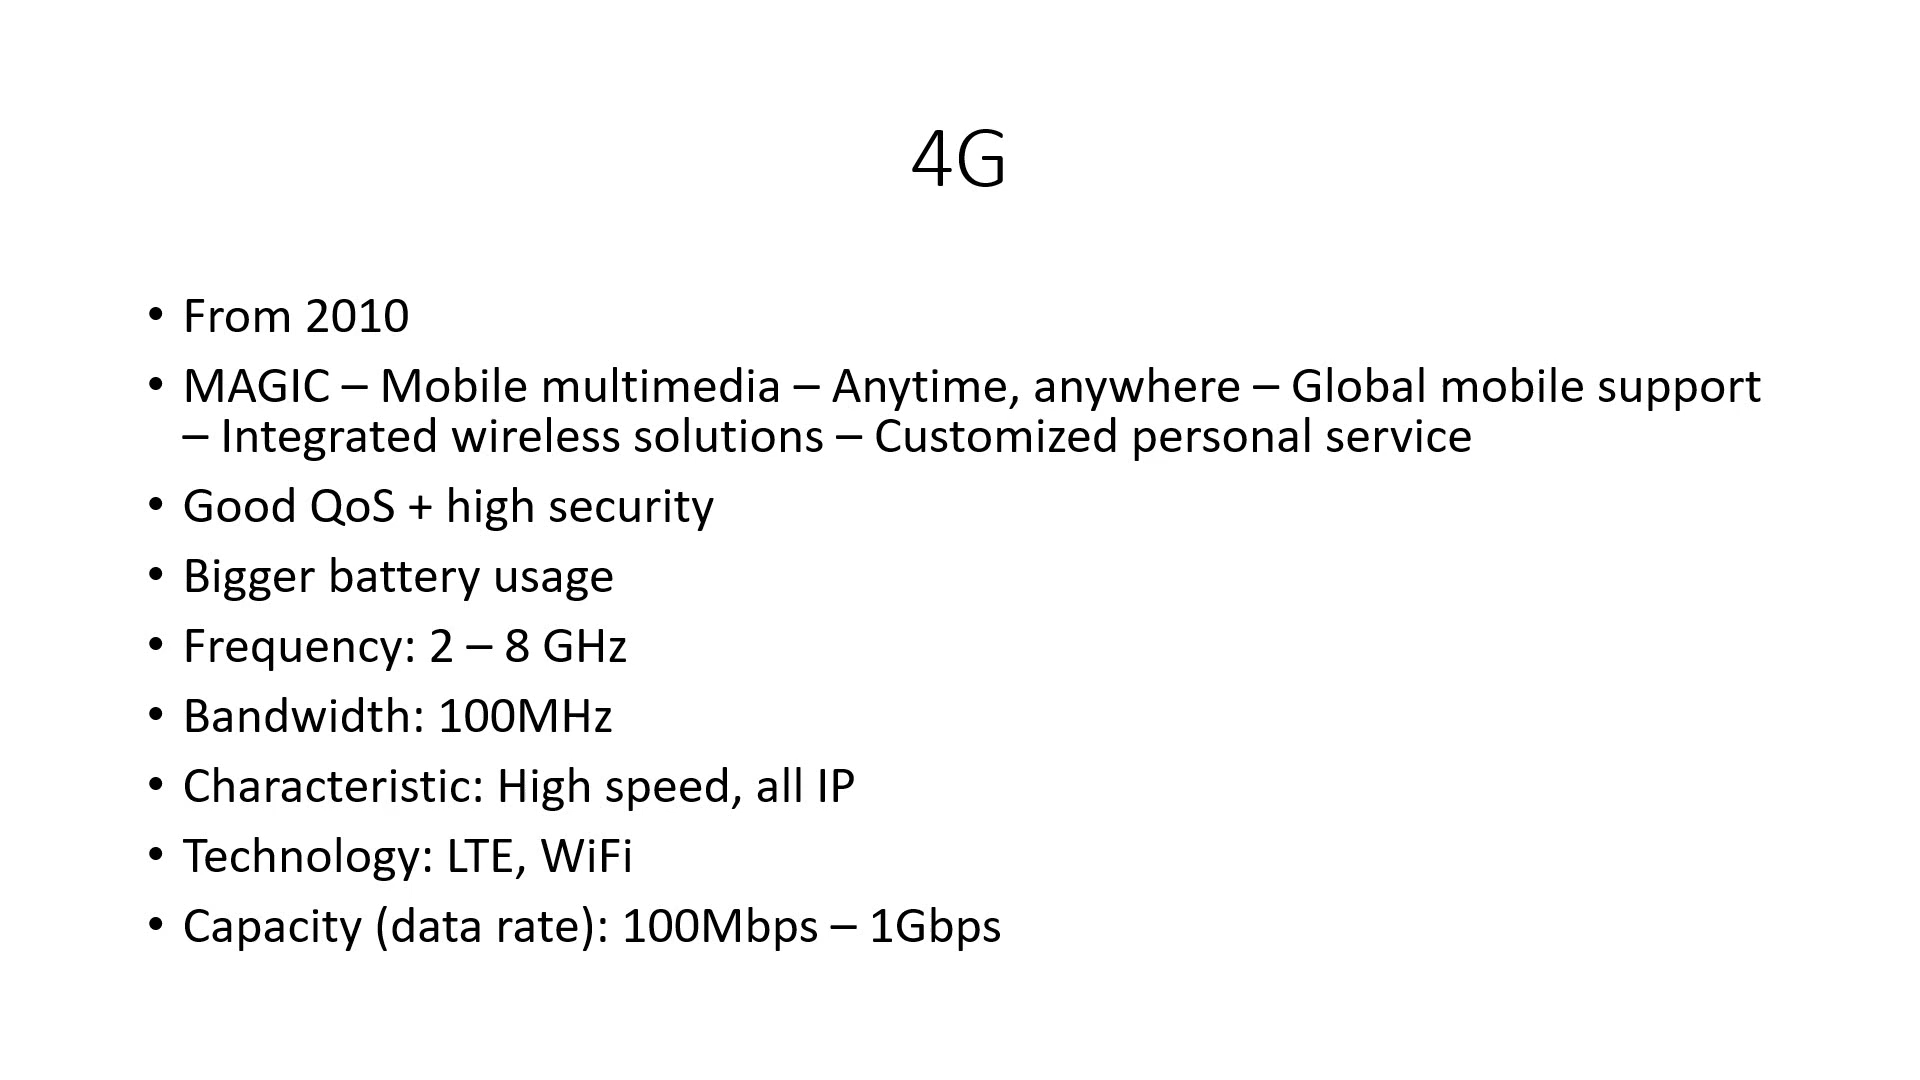 4G
• From 2010
• MAGIC – Mobile multimedia – Anytime, anywhere – Global mobile support
– Integrated wireless solutions – Customized personal service
• Good QoS + high security
• Bigger battery usage
• Frequency: 2 – 8 GHz
• Bandwidth: 100MHz
• Characteristic: High speed, all IP
• Technology: LTE, WiFi
• Capacity (data rate): 100Mbps – 1Gbps